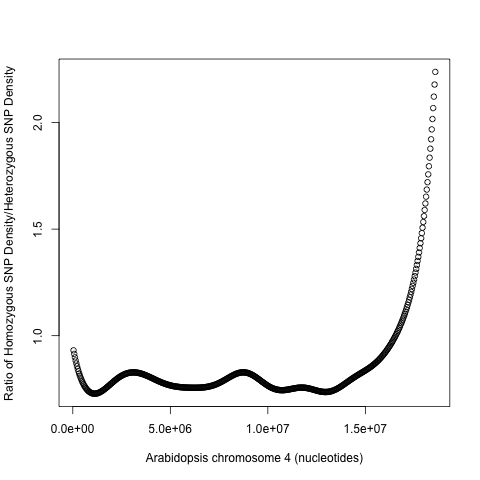 Ratio of Homozygous SNP Density/Heterozygous SNP Density
2.0
1.5
1.0
0.0e+00 5.0e+06 1.0e+07 1.5e+07
Arabidopsis chromosome 4 (nucleotides)